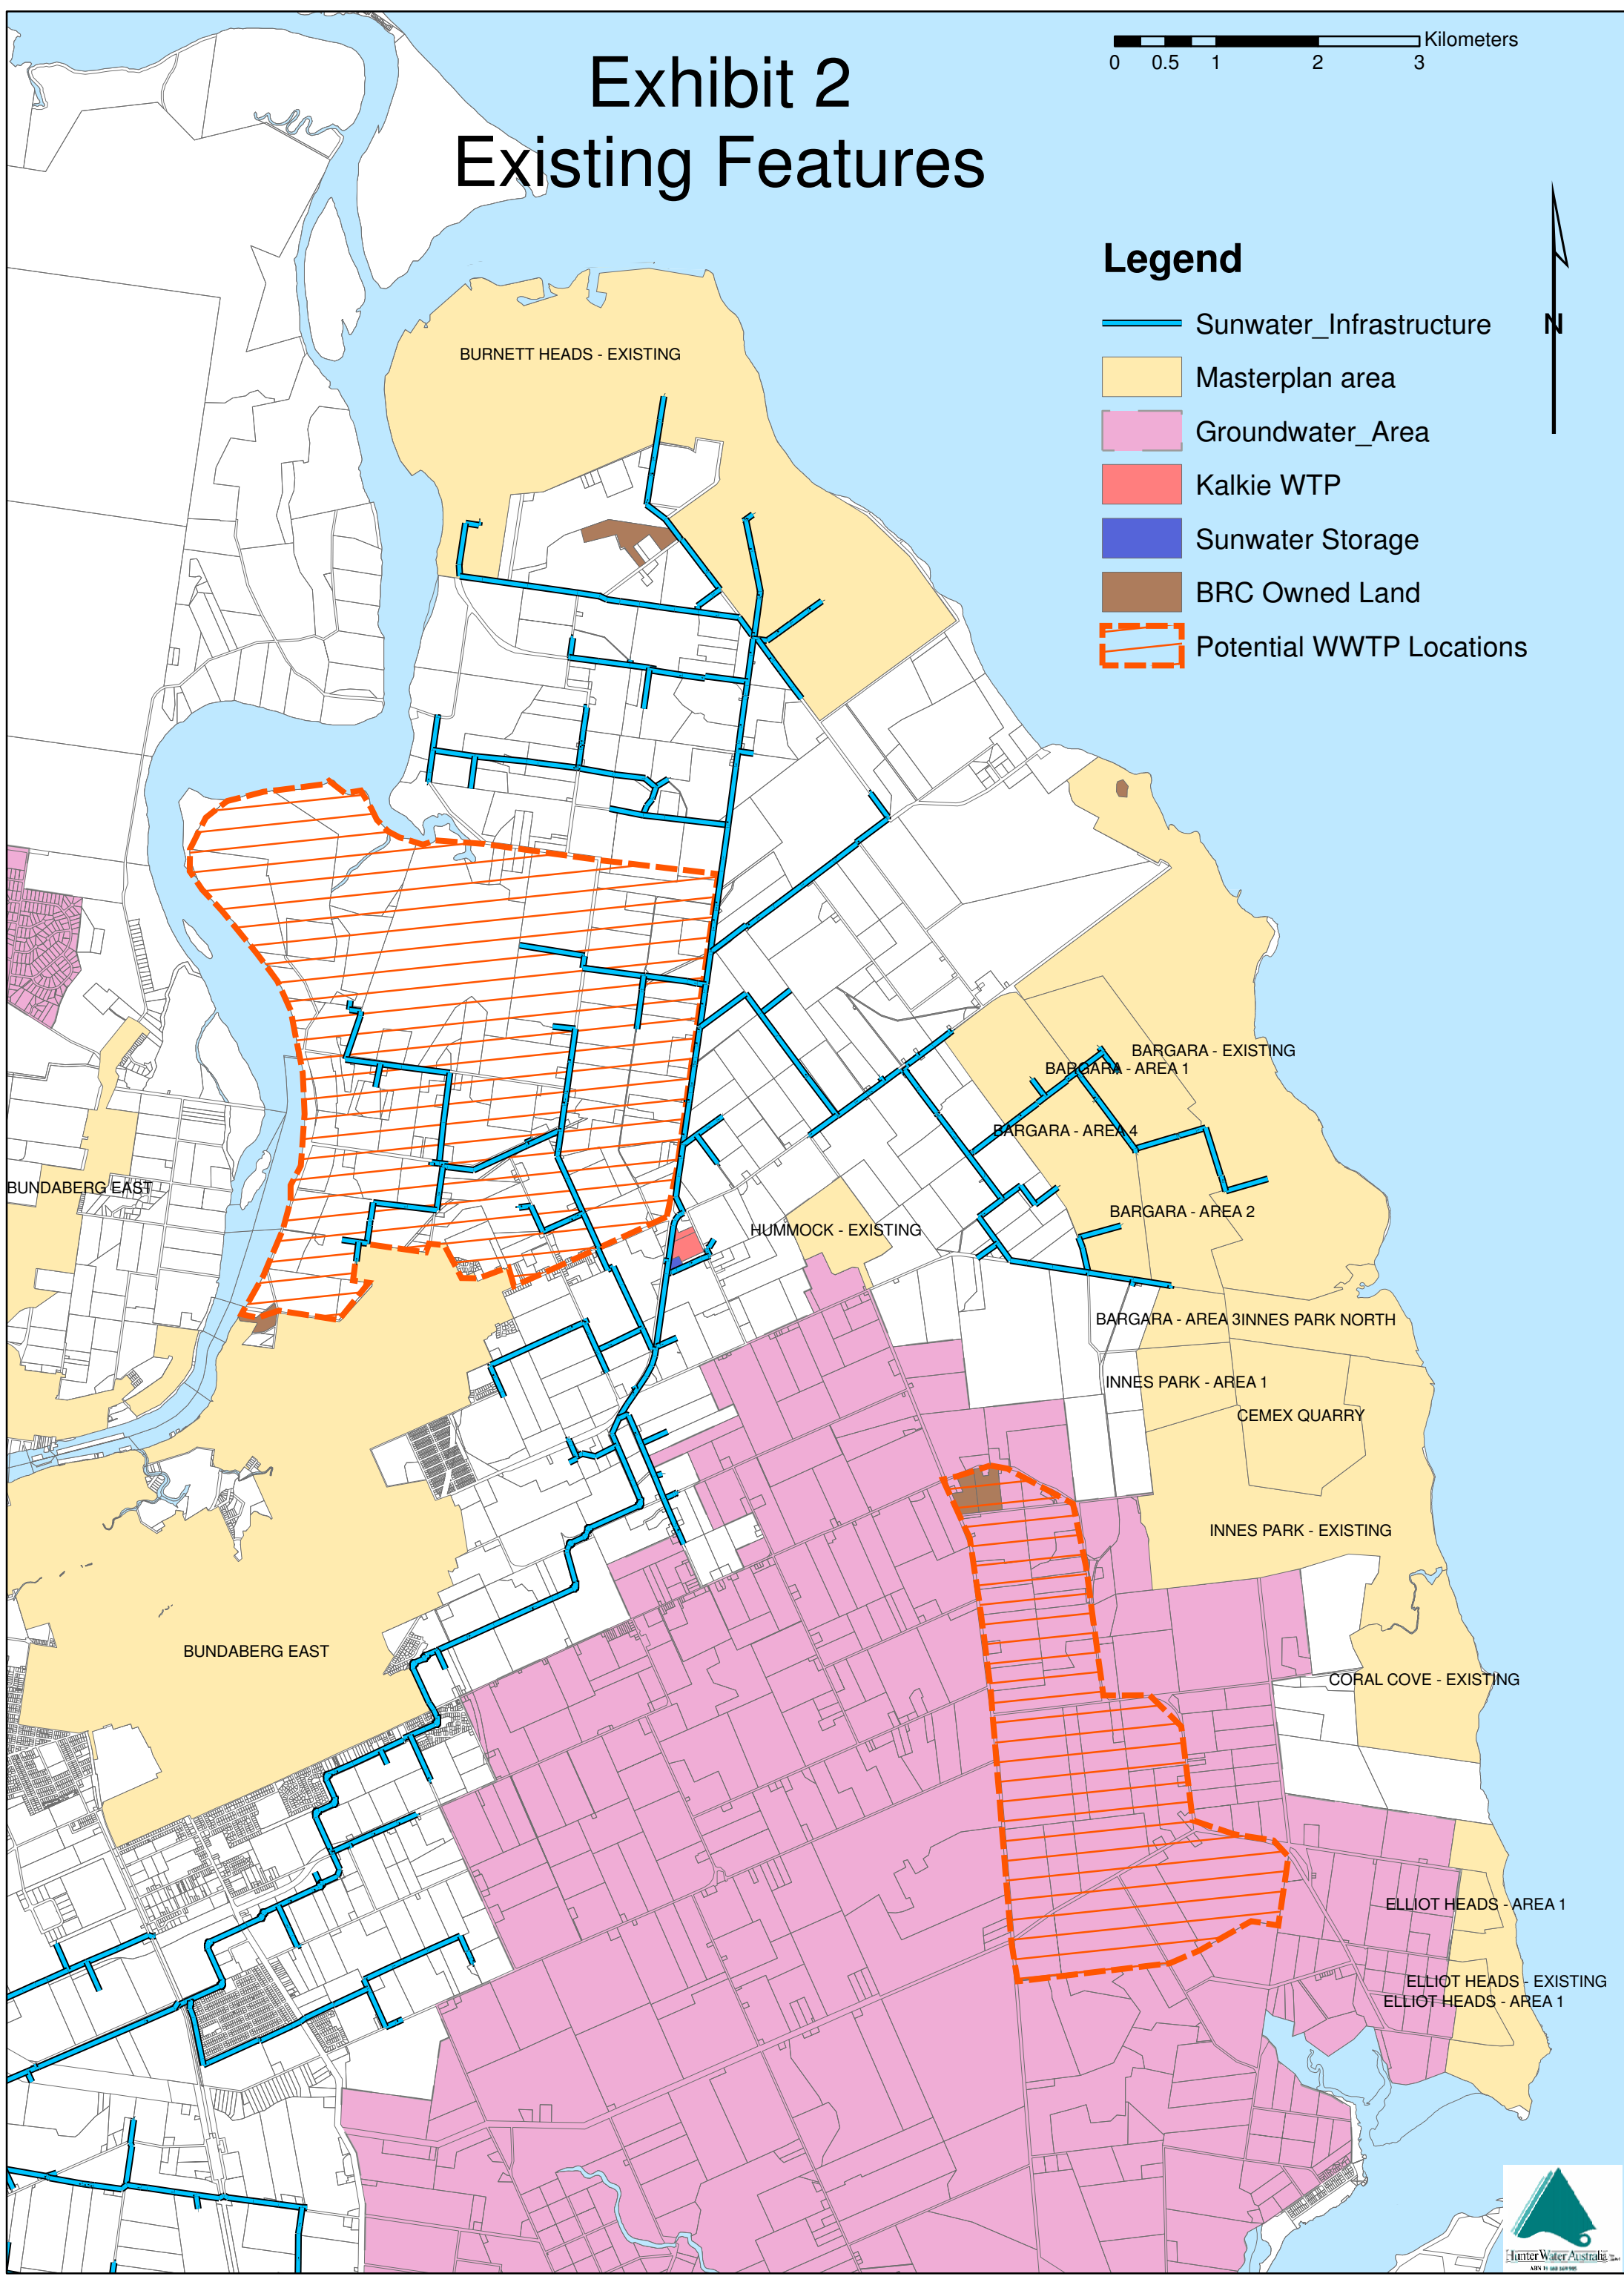 Exhibit 2
Existing Features
Kilometers
0 0.5 1 2 3
Legend
Sunwater_Infrastructure
Masterplan area
Groundwater_Area
Kalkie WTP
Sunwater Storage
BRC Owned Land
Potential WWTP Locations
N
BURNETT HEADS - EXISTING
BARGARA - EXISTING
BARGARA - AREA 1
BARGARA - AREA 4
BUNDABERG EAST
BARGARA - AREA 2
HUMMOCK - EXISTING
BARGARA - AREA 3
INNES PARK NORTH
INNES PARK - AREA 1
CEMEX QUARRY
INNES PARK - EXISTING
BUNDABERG EAST
CORAL COVE - EXISTING
ELLIOT HEADS - AREA 1
ELLIOT HEADS - EXISTING
ELLIOT HEADS - AREA 1
Hunter Water Australia